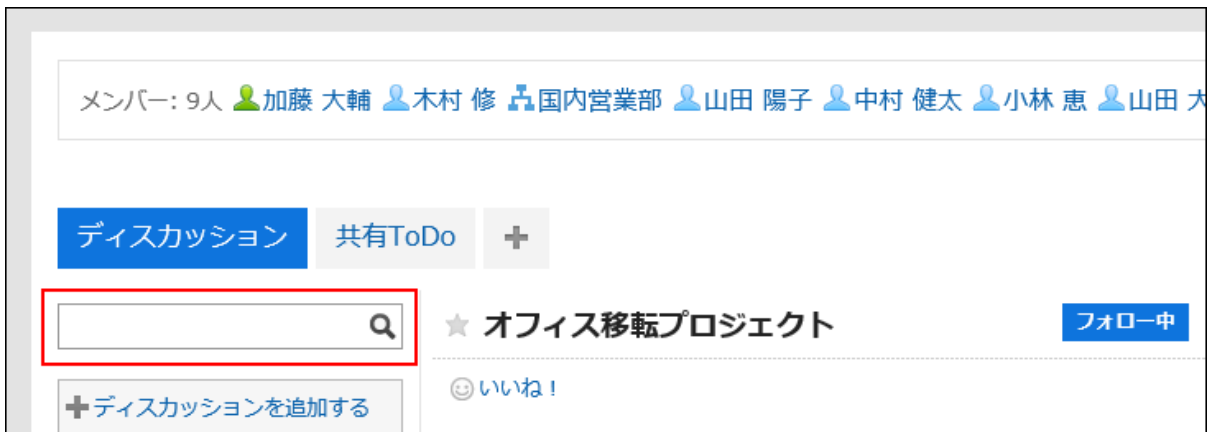 メンバー: 9人 加藤 大輔 木村 修 国内営業部 山田 陽子 中村 健太 小林 恵 山田
ディスカッション 共有ToDo
オフィス移転プロジェクト フォロー中
いいね！
ディスカッションを追加する